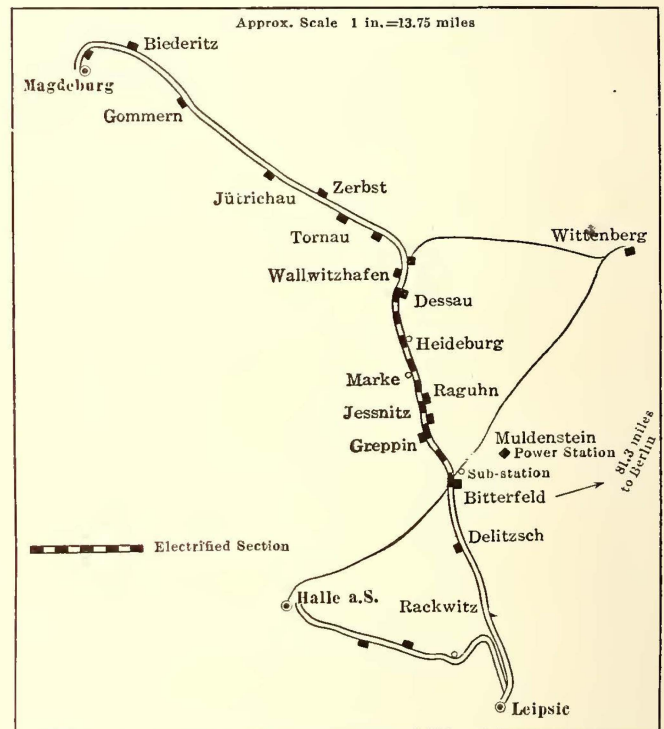 Approx. Scale 1 in.=13.75 miles
Biederitz
Magdeburg
Gommern
Zerbst
Jütrichau
Tornau
Wittenberg
Wallwitzhafen
Dessau
Heideburg
Marke
Raguhn
Jessnitz
Greppin
Muldenstein
Power Station
Sub-station
81.3 miles
to Berlin
Bitterfeld
Electrified Section
Delitzsch
Halle a.S.
Rackwitz
Leipsic